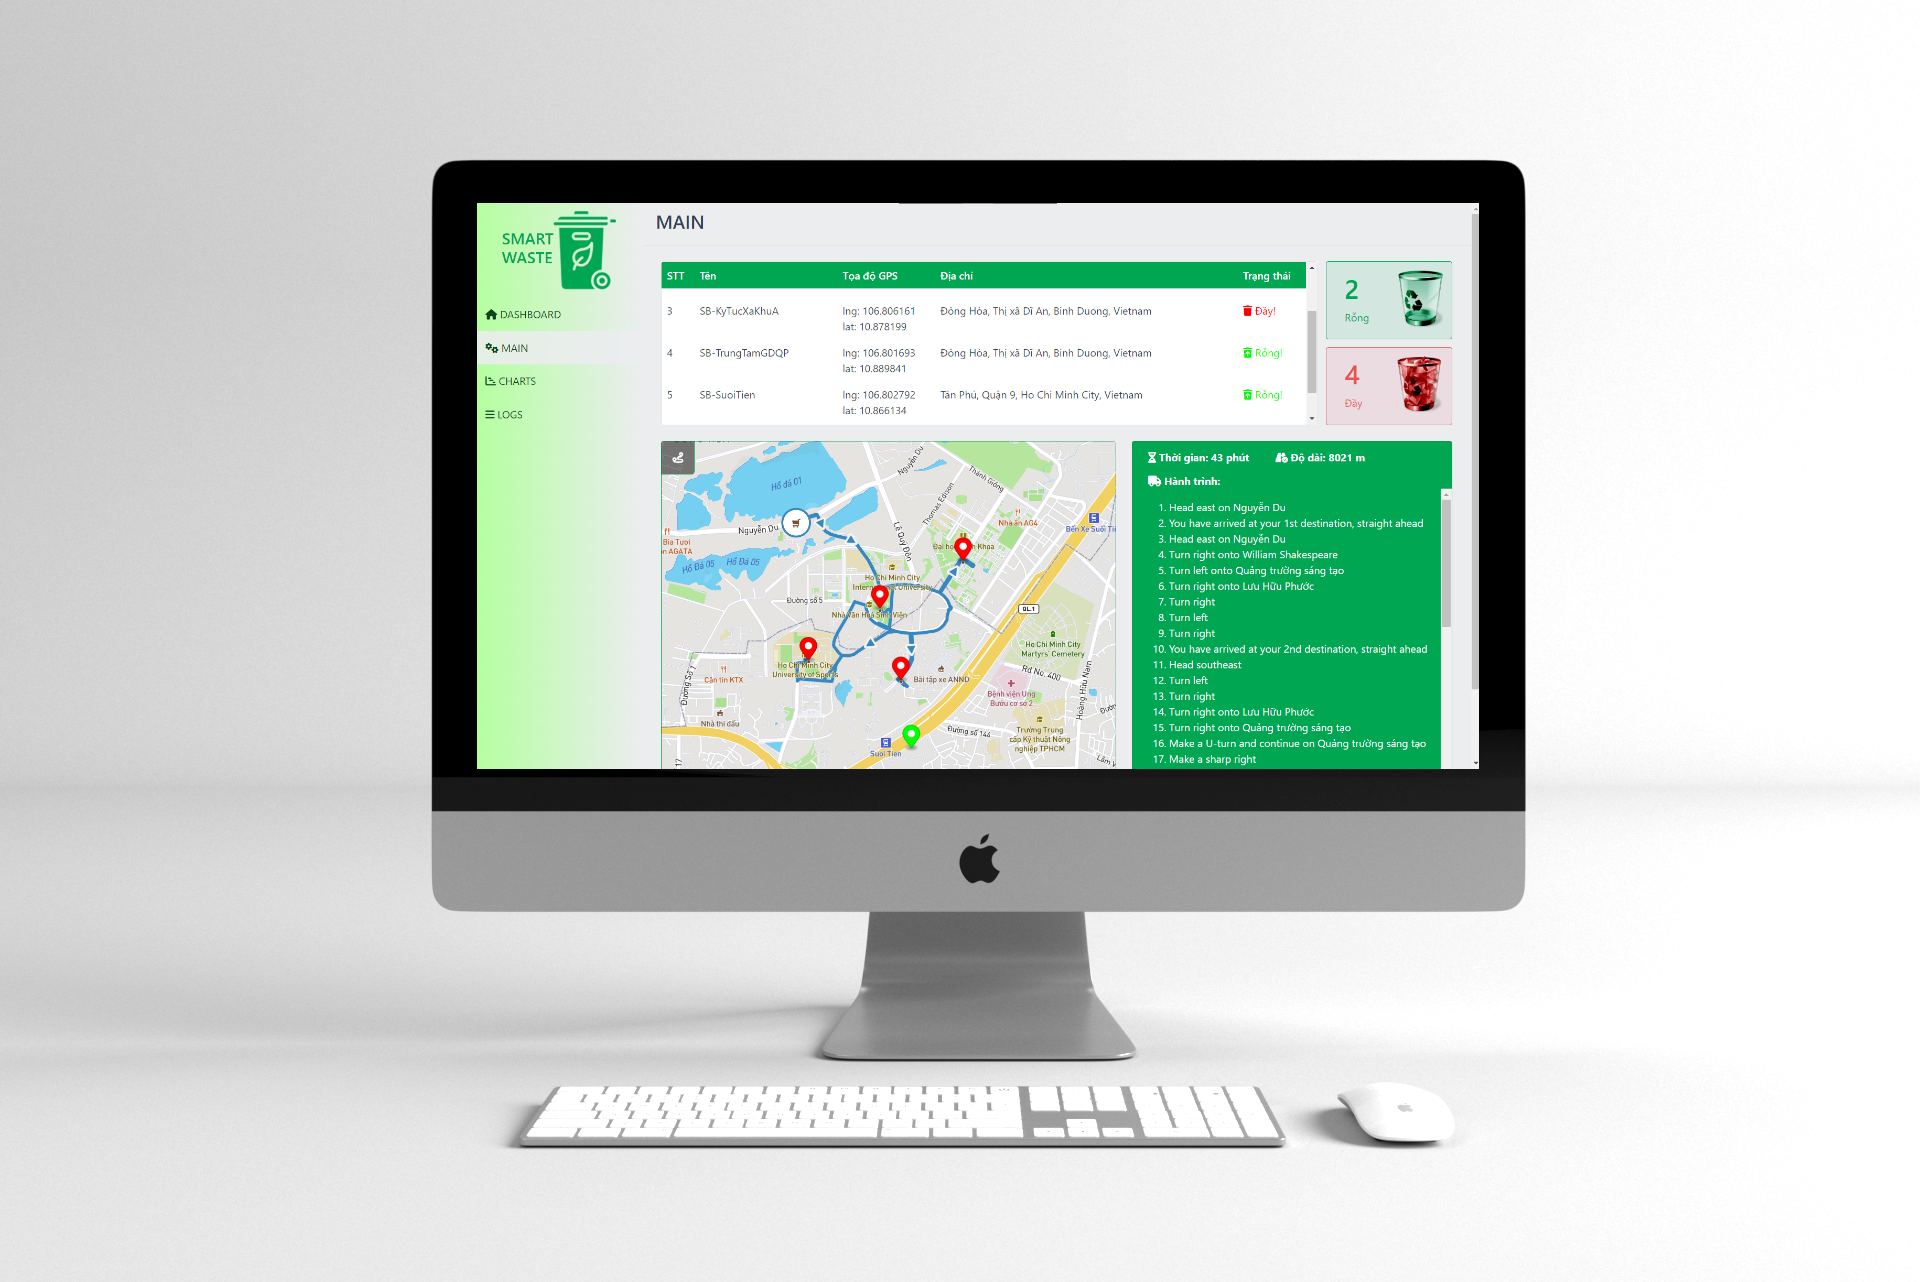 SMART
WASTE
DASHBOARD
MAIN
CHARTS
LOGS
MAIN
STT Tên Tọa độ GPS Địa chỉ Trạng thái
3 SB-KyTucXaKhuA lng: 106.806161 Đông Hòa, Thị xã Dĩ An, Binh Duong, Vietnam Đầy!
lat: 10.878199
4 SB-TrungTamGDQP lng: 106.801693 Đông Hòa, Thị xã Dĩ An, Binh Duong, Vietnam Rỗng!
lat: 10.889841
5 SB-SuoiTien lng: 106.802792 Tân Phú, Quận 9, Ho Chi Minh City, Vietnam Rỗng!
lat: 10.866134
2
Rỗng
4
Đầy
Nguyễn Du
Thánh Gióng
Hồ đá 01
Thomas Edison
Nhà ăn AG4
Bến Xe Suối Tiê
Nguyễn Du
Lê Quý Đôn
Bia Tươi
n AGATA
Hồ Đá 05 Hồ Đá 05
Ho Chi Minh City
International University
Đường số 5
Nhà Văn Hoá Sinh Viên
QL.1
Ho Chi Minh City
Martyrs' Cemetery
Ho Chi Minh City
University of Sports
Rd No. 400
Căn tin KTX
Bãi tập xe ANND
Bệnh viện Ung
Bướu cơ sở 2
Hoàng Hữu Nam
Đường Số 1
Nhà thi đấu
Đường số 144
Trường Trung
cấp Kỹ thuật Nông
nghiệp TPHCM
Suối Tiên
17
Thời gian: 43 phút Độ dài: 8021 m
Hành trình:
1. Head east on Nguyễn Du
2. You have arrived at your 1st destination, straight ahead
3. Head east on Nguyễn Du
4. Turn right onto William Shakespeare
5. Turn left onto Quảng trường sáng tạo
6. Turn right onto Lưu Hữu Phước
7. Turn right
8. Turn left
9. Turn right
10. You have arrived at your 2nd destination, straight ahead
11. Head southeast
12. Turn left
13. Turn right
14. Turn right onto Lưu Hữu Phước
15. Turn right onto Quảng trường sáng tạo
16. Make a U-turn and continue on Quảng trường sáng tạo
17. Make a sharp right